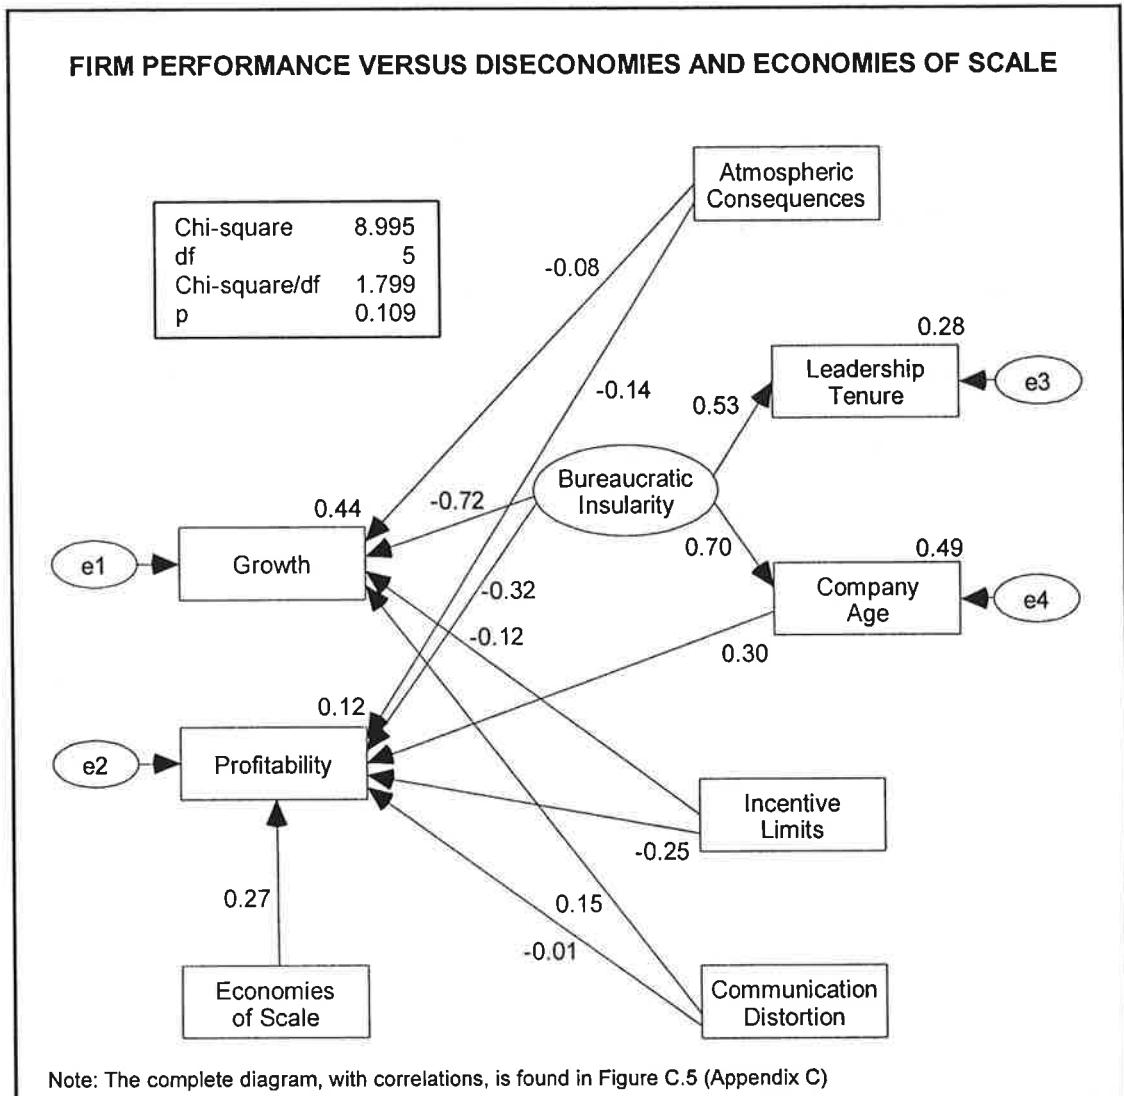 FIRM PERFORMANCE VERSUS DISECONOMIES AND ECONOMIES OF SCALE
Atmospheric
Consequences
Chi-square 8.995
df 5
Chi-square/df 1.799
p 0.109
-0.08
0.28
Leadership
Tenure
e3
-0.14
0.53
Bureaucratic
Insularity
-0.72
0.44
0.70
0.49
e1
Growth
Company
Age
e4
-0.32
-0.12
0.30
0.12
e2
Profitability
Incentive
Limits
-0.25
0.27
0.15
-0.01
Economies
of Scale
Communication
Distortion
Note: The complete diagram, with correlations, is found in Figure C.5 (Appendix C)